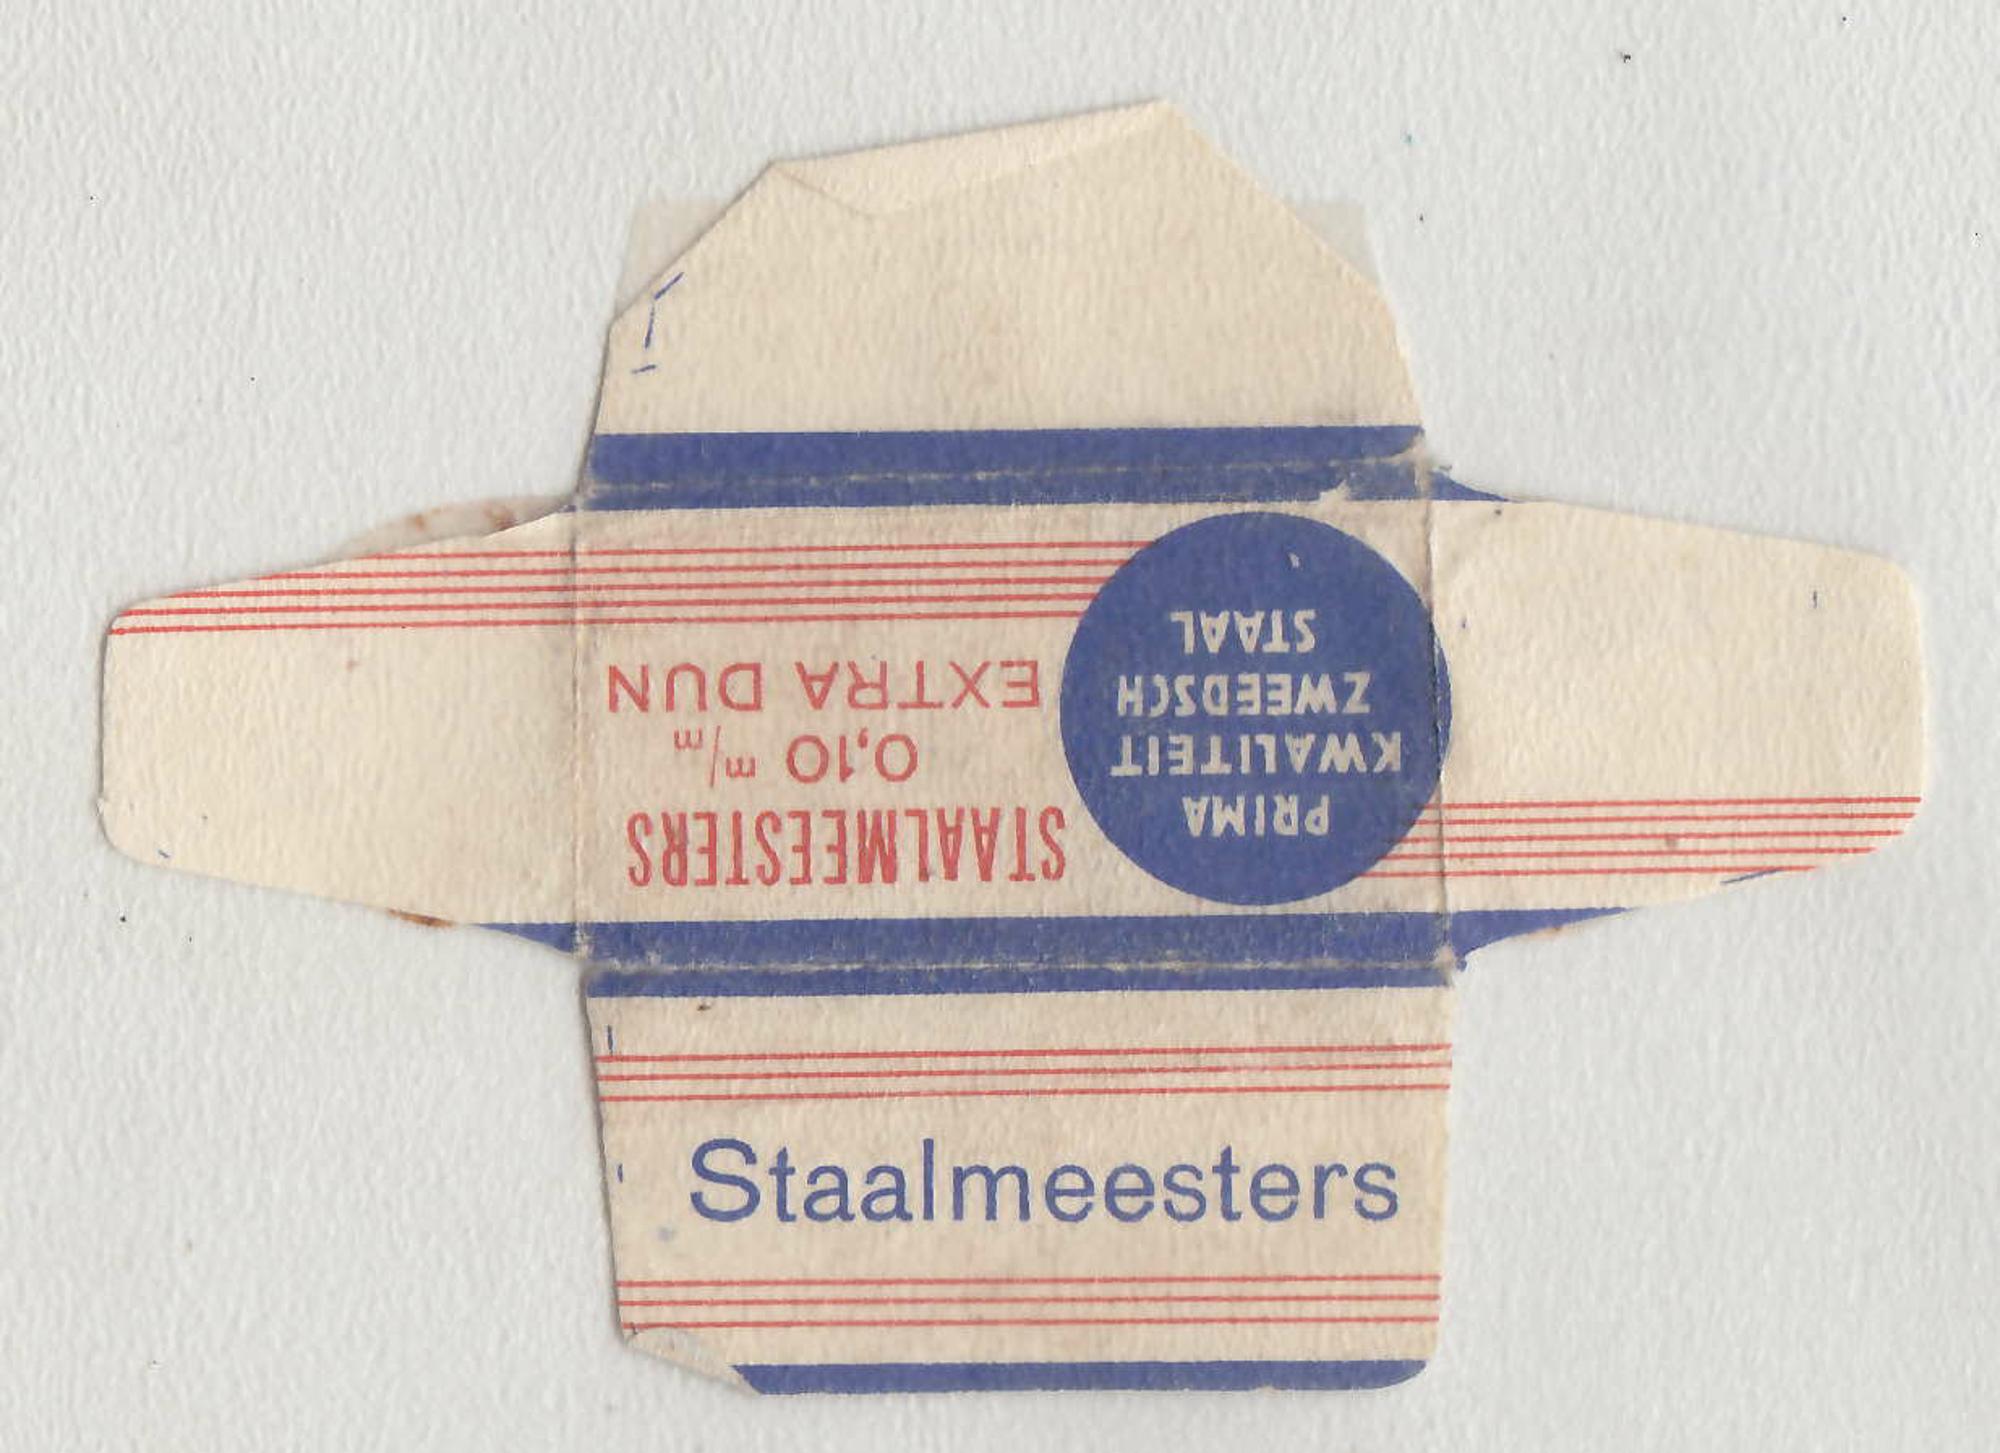 PRIMA
KWALITEIT
ZWEEDSCH
STAAL
STAALMEESTERS
0,10 m/m
EXTRA DUN
Staalmeesters